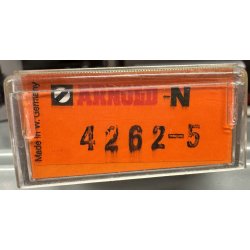 ARNOLD -N
4262-5
Made in W. Germany